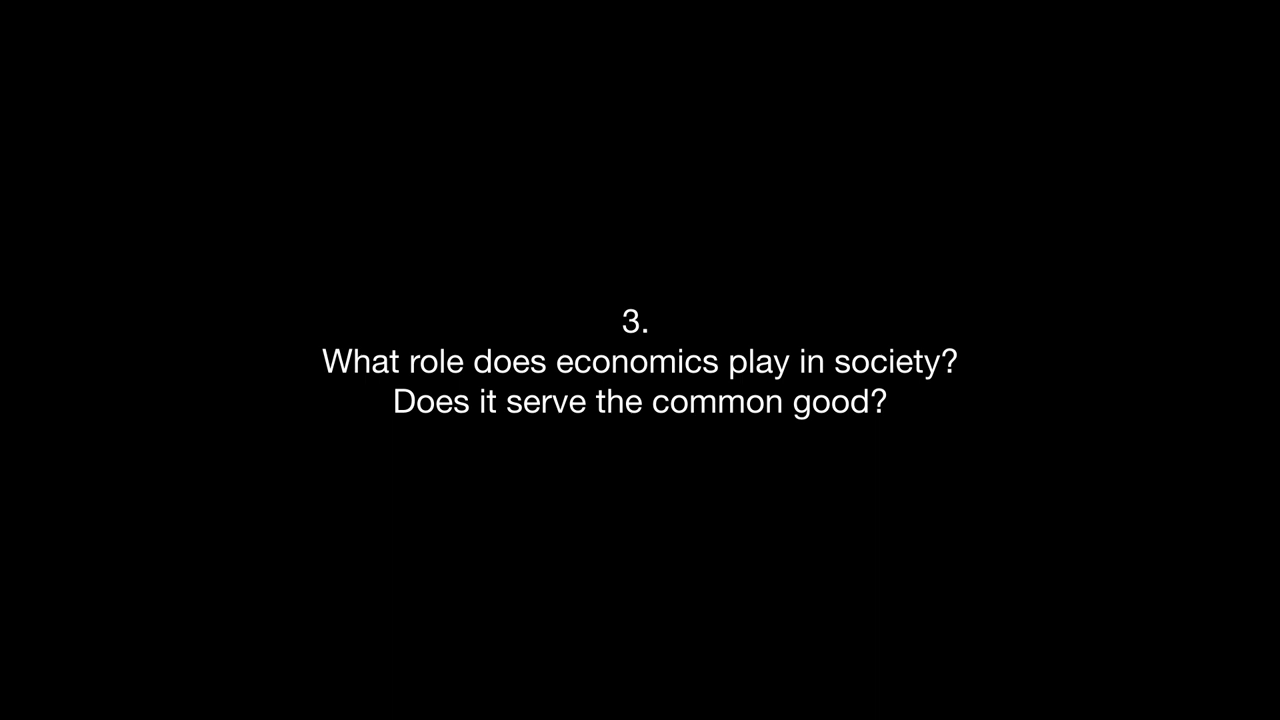 3.
What role does economics play in society?
Does it serve the common good?